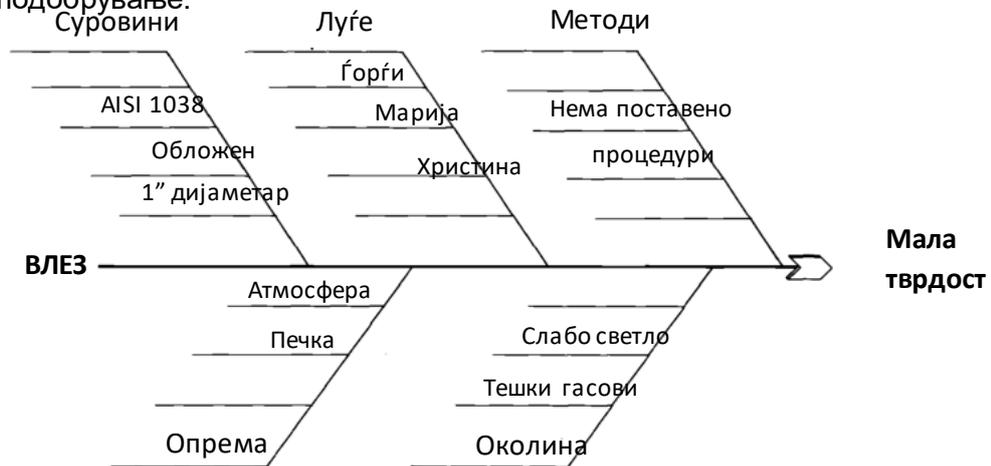 подобрување.
Суровини
Луѓе
Методи
Ѓорѓи
AISI 1038
Марија
Нема поставено
Обложен
Христина
процедури
1” дијаметар
ВЛЕЗ
Мала
тврдост
Атмосфера
Печка
Слабо светло
Тешки гасови
Опрема
Околина